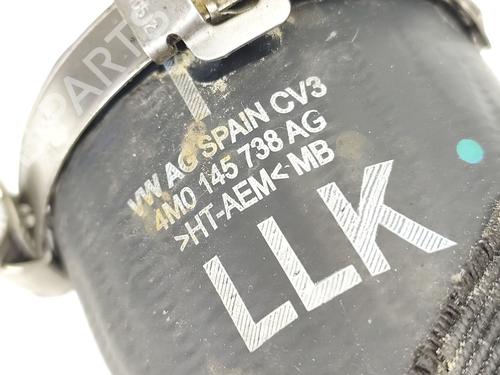 VW AG SPAIN CV3
4M0 145 738 AG
>HT-AEM< MB
LLK